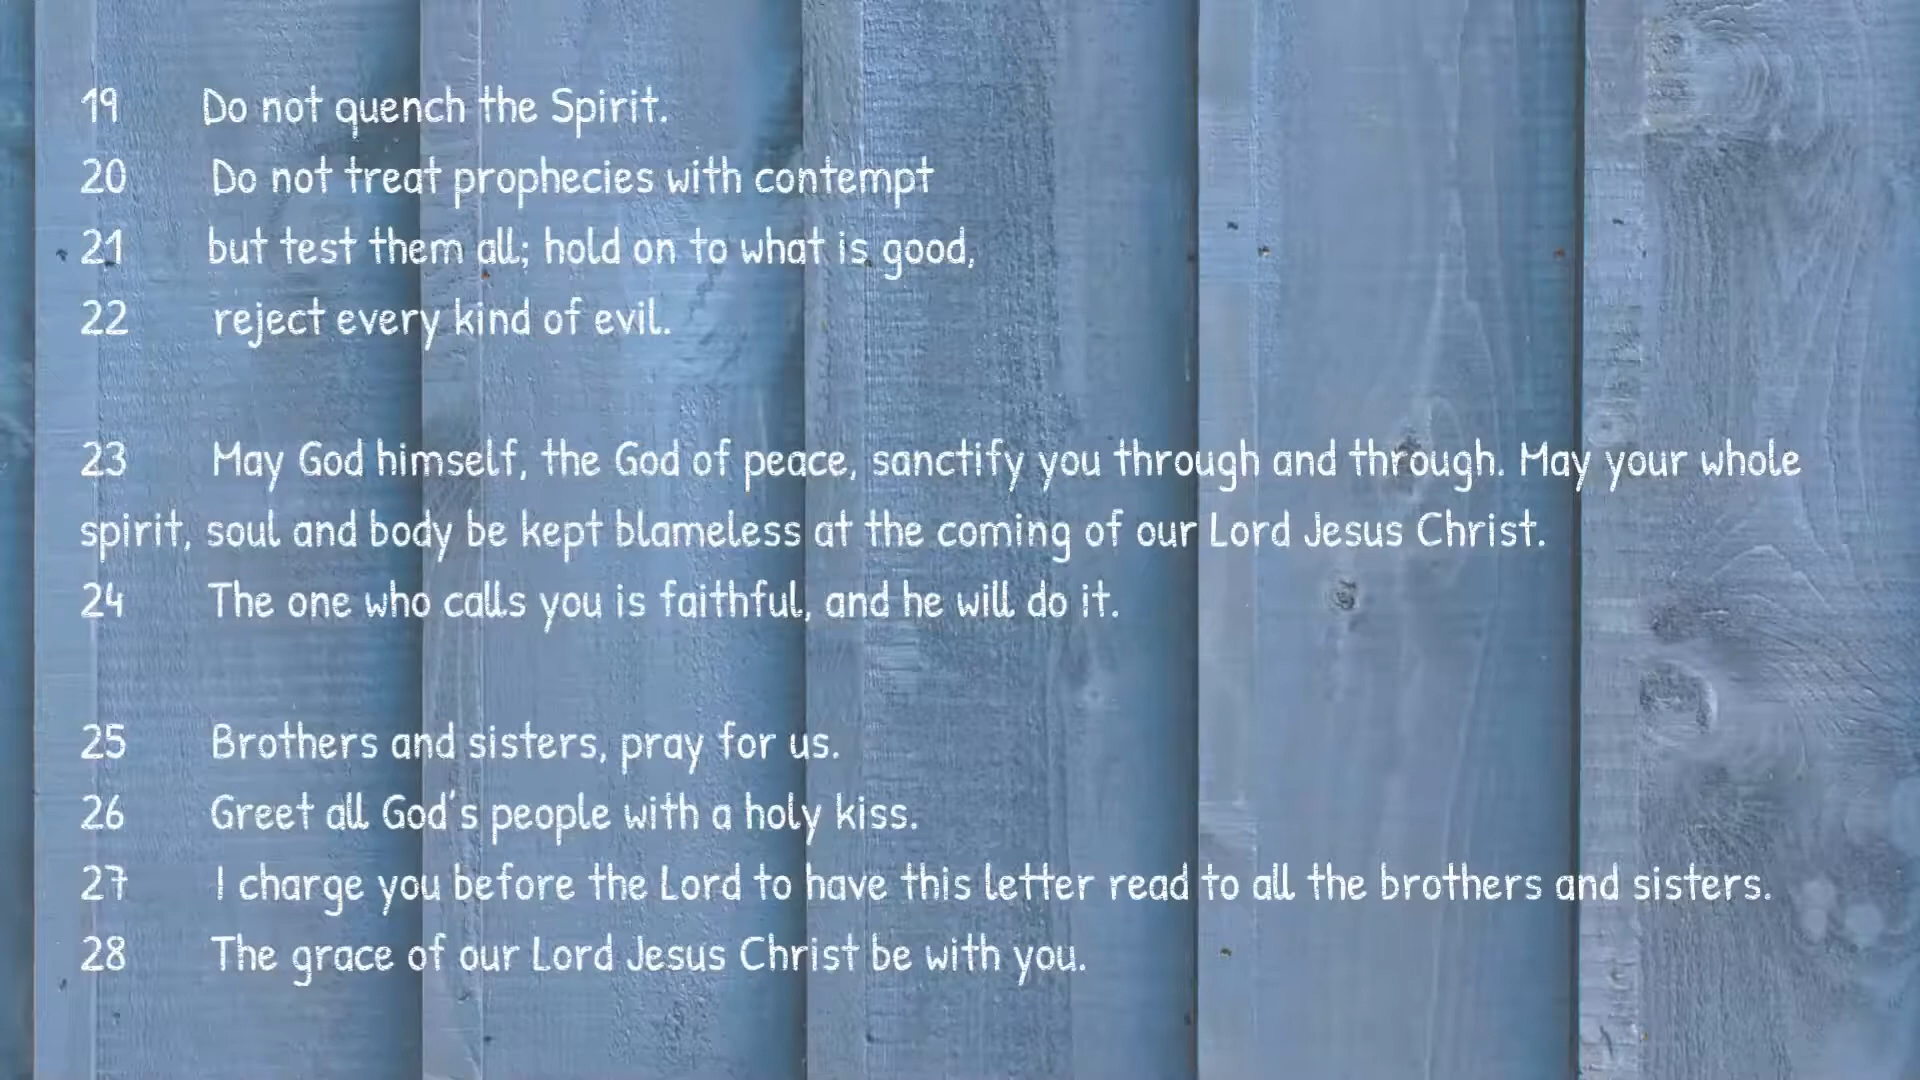 19 Do not quench the Spirit.
20 Do not treat prophecies with contempt
21 but test them all; hold on to what is good,
22 reject every kind of evil.
23 May God himself, the God of peace, sanctify you through and through. May your whole
spirit, soul and body be kept blameless at the coming of our Lord Jesus Christ.
24 The one who calls you is faithful, and he will do it.
25 Brothers and sisters, pray for us.
26 Greet all God's people with a holy kiss.
27 I charge you before the Lord to have this letter read to all the brothers and sisters.
28 The grace of our Lord Jesus Christ be with you.